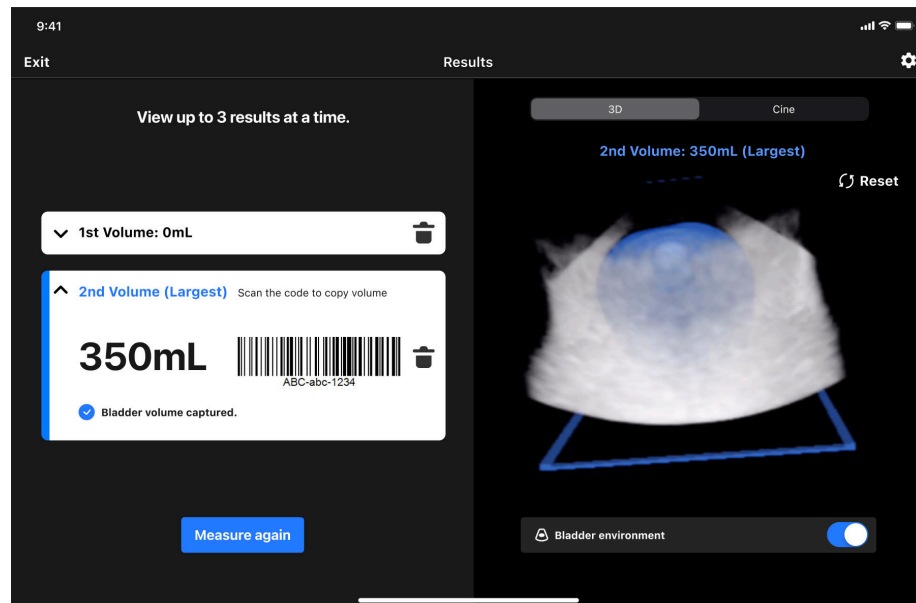 9:41
Exit
Results
View up to 3 results at a time.
1st Volume: 0mL
2nd Volume (Largest) Scan the code to copy volume
350mL
ABC-abc-1234
Bladder volume captured.
Measure again
3D
Cine
2nd Volume: 350mL (Largest)
Reset
Bladder environment